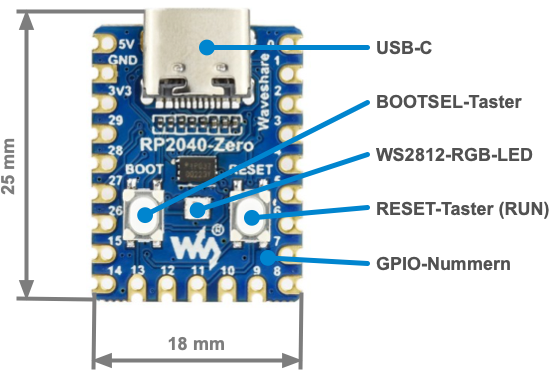 USB-C
BOOTSEL-Taster
WS2812-RGB-LED
RESET-Taster (RUN)
GPIO-Nummern
25 mm
18 mm
5V
GND
3V3
29
28
27
26
15
14
13
12
11
10
9
8
7
6
4
3
2
1
0
Waveshare
RP2040-Zero
BOOT
RESET
®